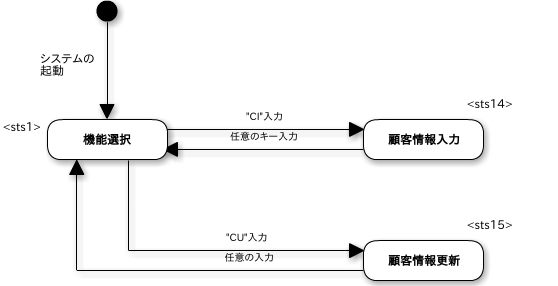 システムの
起動
<sts1>
機能選択
"CI"入力
任意のキー入力
<sts14>
顧客情報入力
"CU"入力
任意の入力
<sts15>
顧客情報更新